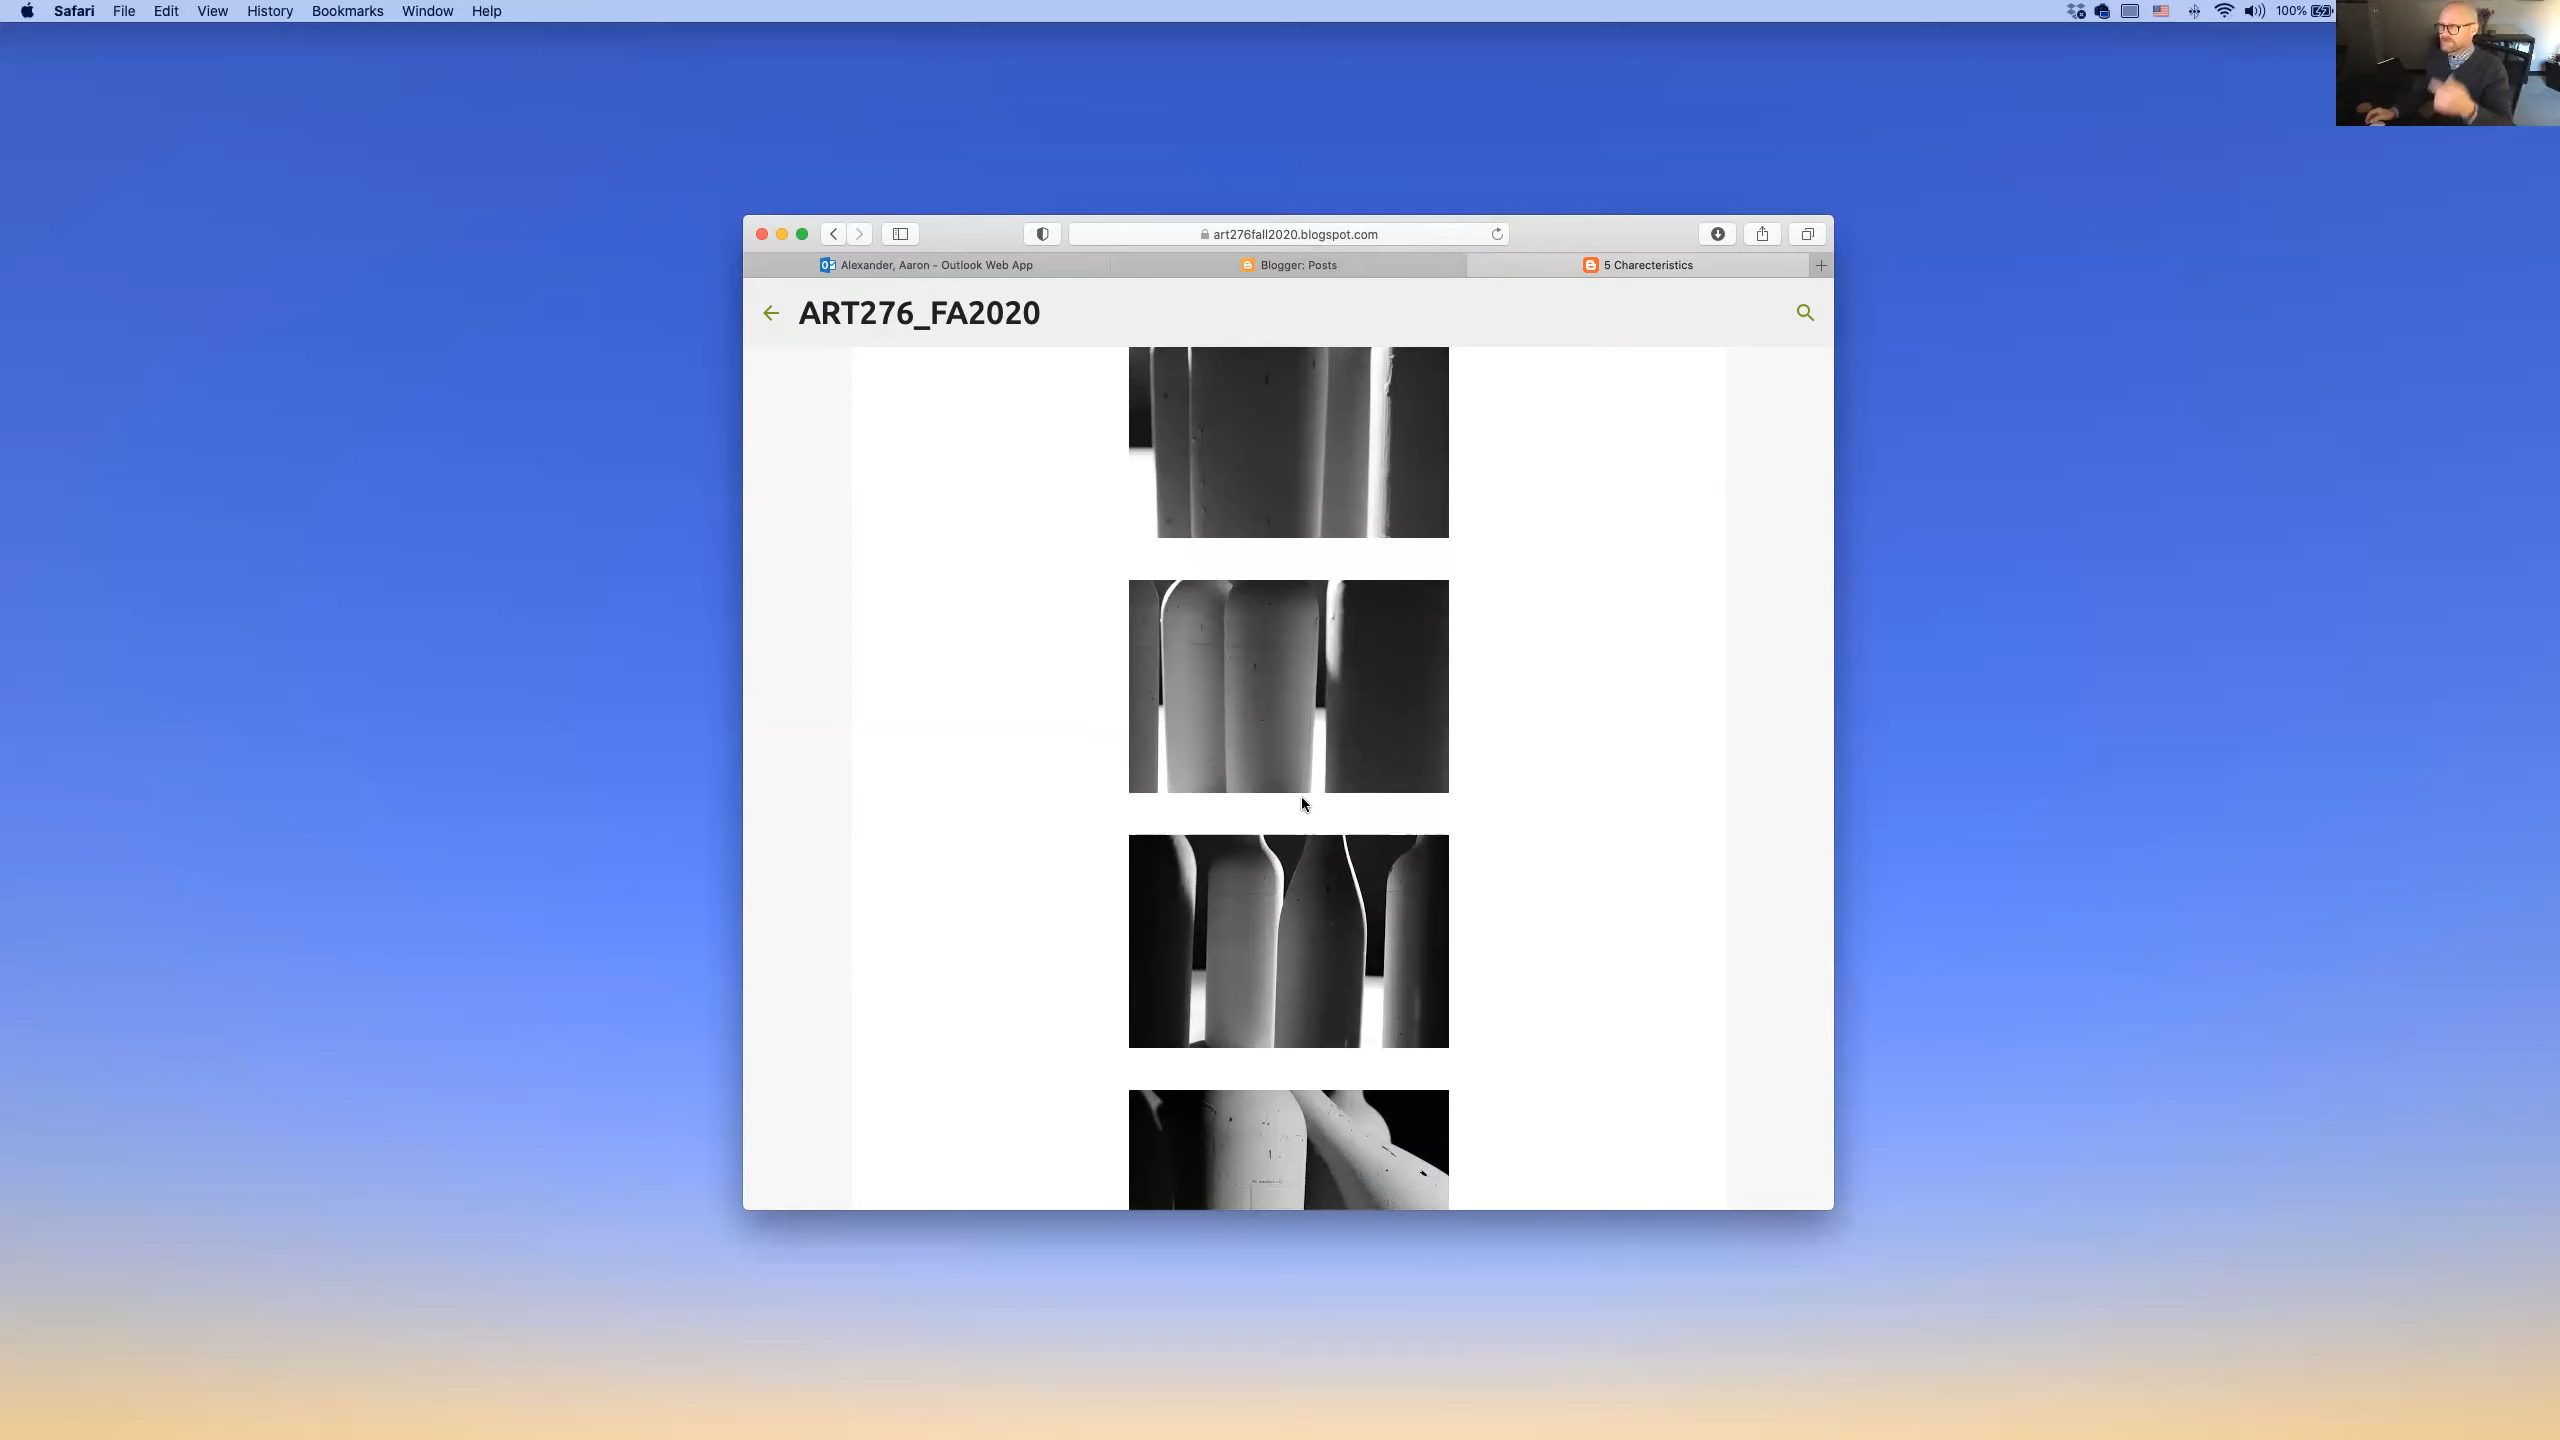 Safari File Edit View History Bookmarks Window Help 100%
art276fall2020.blogspot.com
Alexander, Aaron - Outlook Web App Blogger: Posts 5 Charecteristics
ART276_FA2020